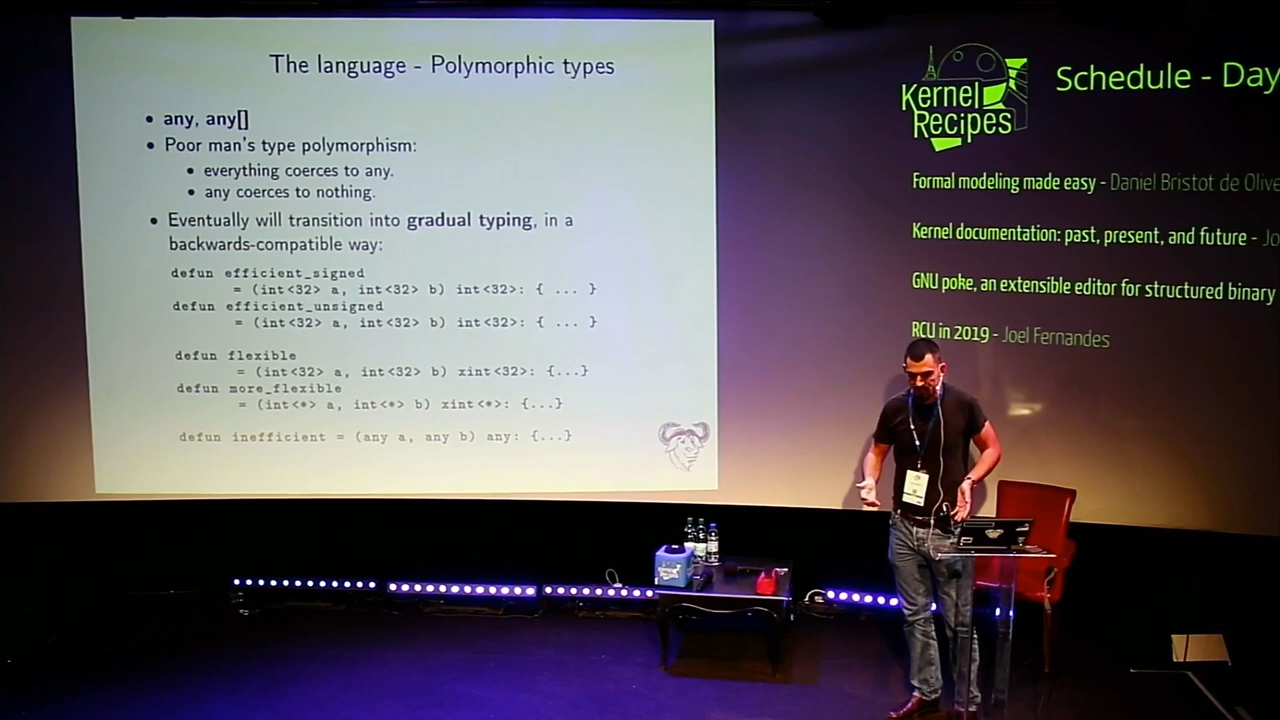 The language - Polymorphic types
• any, any[]
• Poor man's type polymorphism:
• everything coerces to any.
• any coerces to nothing.
• Eventually will transition into gradual typing, in a
backwards-compatible way:
defun efficient_signed
= (int<32> a, int<32> b) int<32>: { ... }
defun efficient_unsigned
= (int<32> a, int<32> b) int<32>: { ... }
defun flexible
= (int<32> a, int<32> b) xint<32>: {...}
defun more_flexible
= (int<*> a, int<*> b) xint<*>: {...}
defun inefficient = (any a, any b) any: {...}
Kernel
Recipes
Schedule - Day
Formal modeling made easy - Daniel Bristot de Olive
Kernel documentation: past, present, and future - Jo
GNU poke, an extensible editor for structured binary
RCU in 2019 - Joel Fernandes